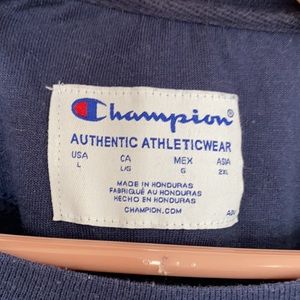 Champion®
AUTHENTIC ATHLETICWEAR
USA CA MEX ASIA
L L/G G 2XL
MADE IN HONDURAS
FABRIQUÉ AU HONDURAS
HECHO EN HONDURAS
CHAMPION.COM